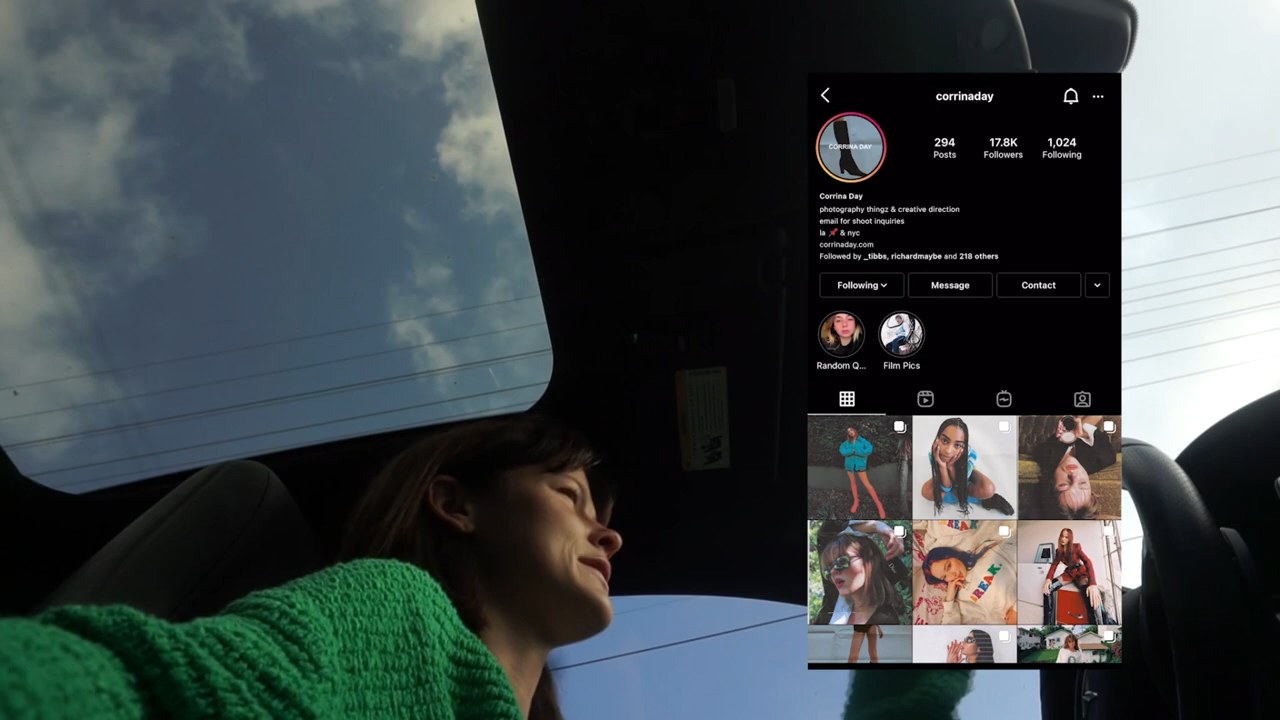 corrinaday
CORRINA DAY
294
Posts
17.8K
Followers
1,024
Following
Corrina Day
photography thingz & creative direction
email for shoot inquiries
la 📌 & nyc
corrinaday.com
Followed by _tibbs, richardmaybe and 218 others
Following
Message
Contact
Random Q...
Film Pics
REAK
REAK